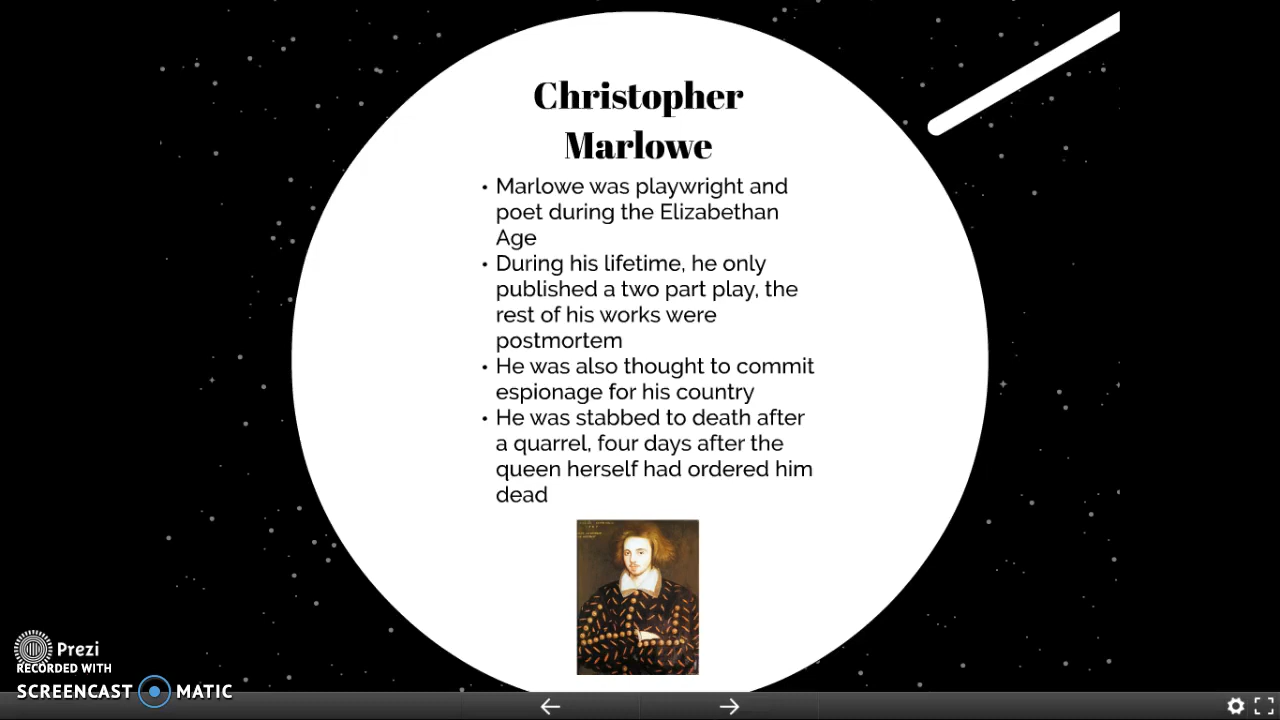 Christopher
Marlowe
• Marlowe was playwright and
poet during the Elizabethan
Age
• During his lifetime, he only
published a two part play, the
rest of his works were
postmortem
• He was also thought to commit
espionage for his country
• He was stabbed to death after
a quarrel, four days after the
queen herself had ordered him
dead
Prezi
RECORDED WITH
SCREENCAST MATIC